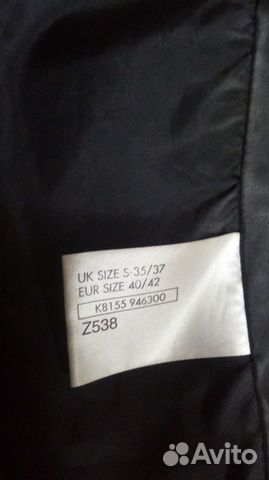 UK SIZE S-35/37
EUR SIZE 40/42
K8155 946300
Z538
Avito